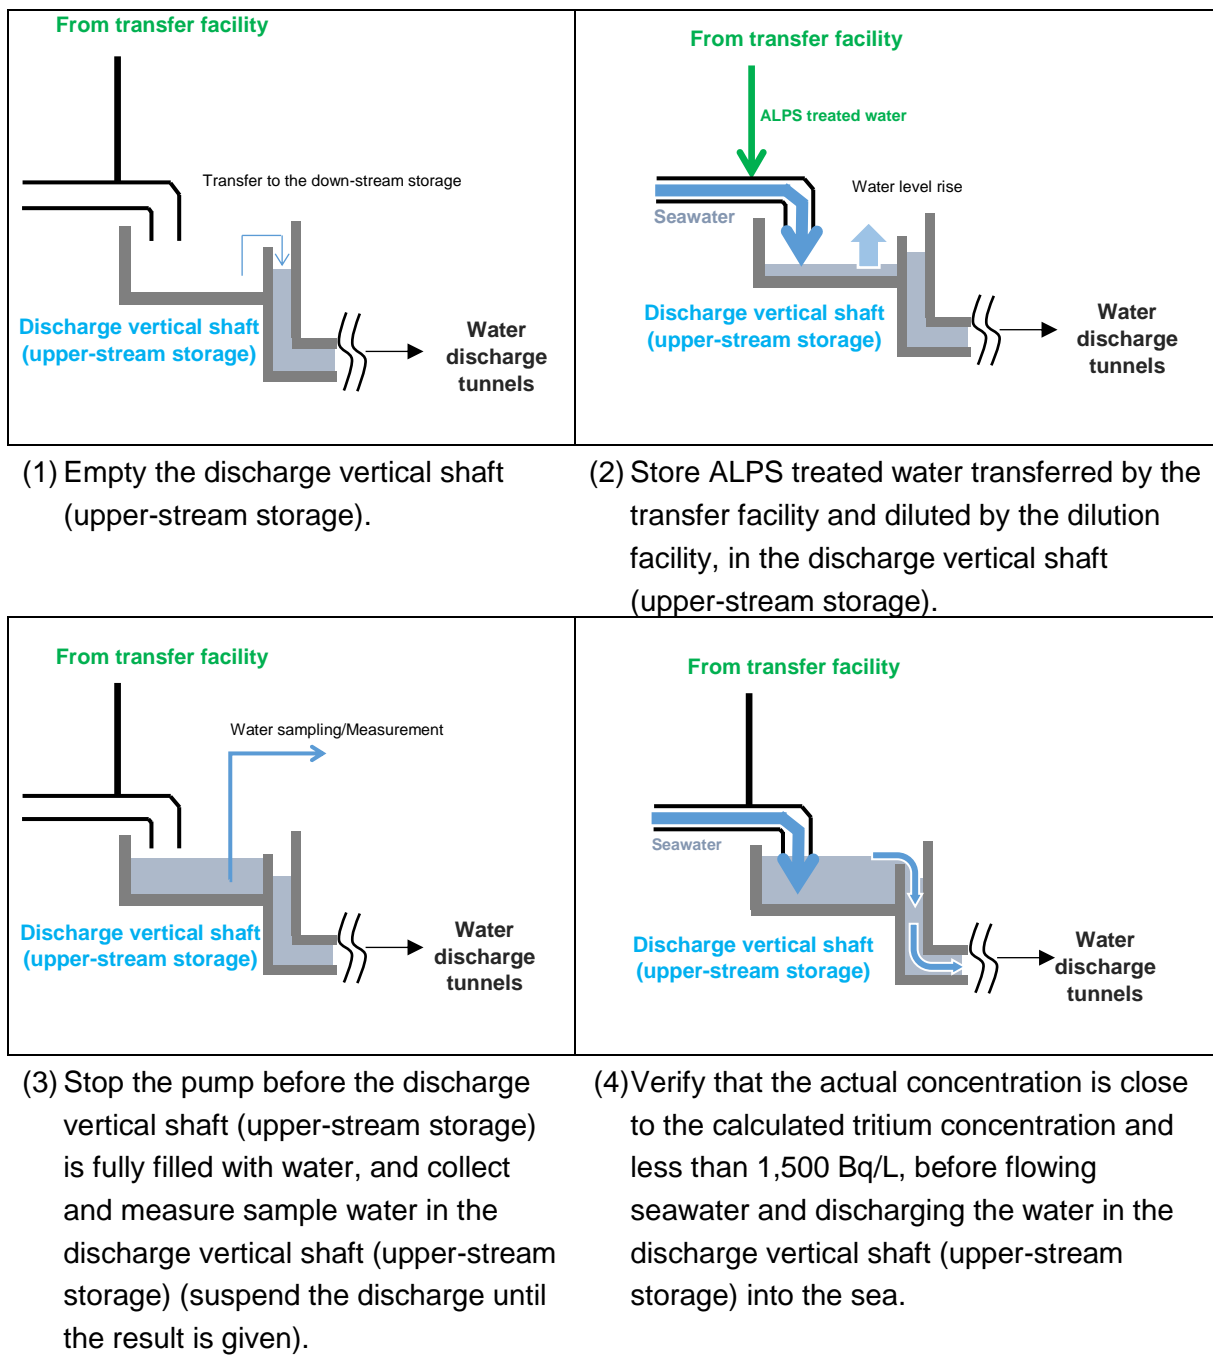 From transfer facility
Transfer to the down-stream storage
Discharge vertical shaft
(upper-stream storage)
Water
discharge
tunnels
From transfer facility
ALPS treated water
Water level rise
Seawater
Discharge vertical shaft
(upper-stream storage)
Water
discharge
tunnels
(1) Empty the discharge vertical shaft
(upper-stream storage).
(2) Store ALPS treated water transferred by the
transfer facility and diluted by the dilution
facility, in the discharge vertical shaft
(upper-stream storage).
From transfer facility
Water sampling/Measurement
Discharge vertical shaft
(upper-stream storage)
Water
discharge
tunnels
From transfer facility
Seawater
Discharge vertical shaft
(upper-stream storage)
Water
discharge
tunnels
(3) Stop the pump before the discharge
vertical shaft (upper-stream storage)
is fully filled with water, and collect
and measure sample water in the
discharge vertical shaft (upper-stream
storage) (suspend the discharge until
the result is given).
(4)Verify that the actual concentration is close
to the calculated tritium concentration and
less than 1,500 Bq/L, before flowing
seawater and discharging the water in the
discharge vertical shaft (upper-stream
storage) into the sea.